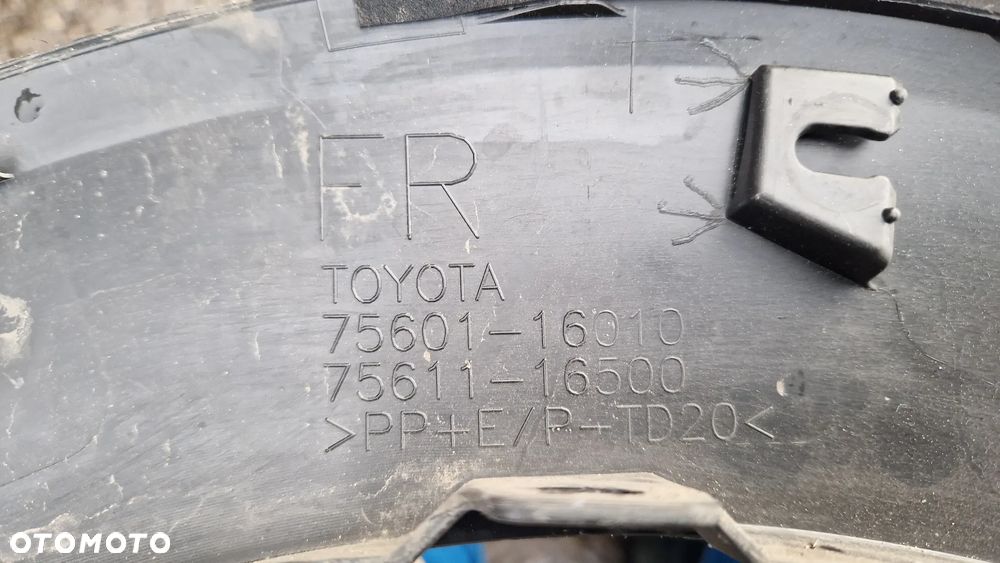 FR
TOYOTA
75601-16010
75611-16500
>PP+E/P-TD20<
OTOMOTO